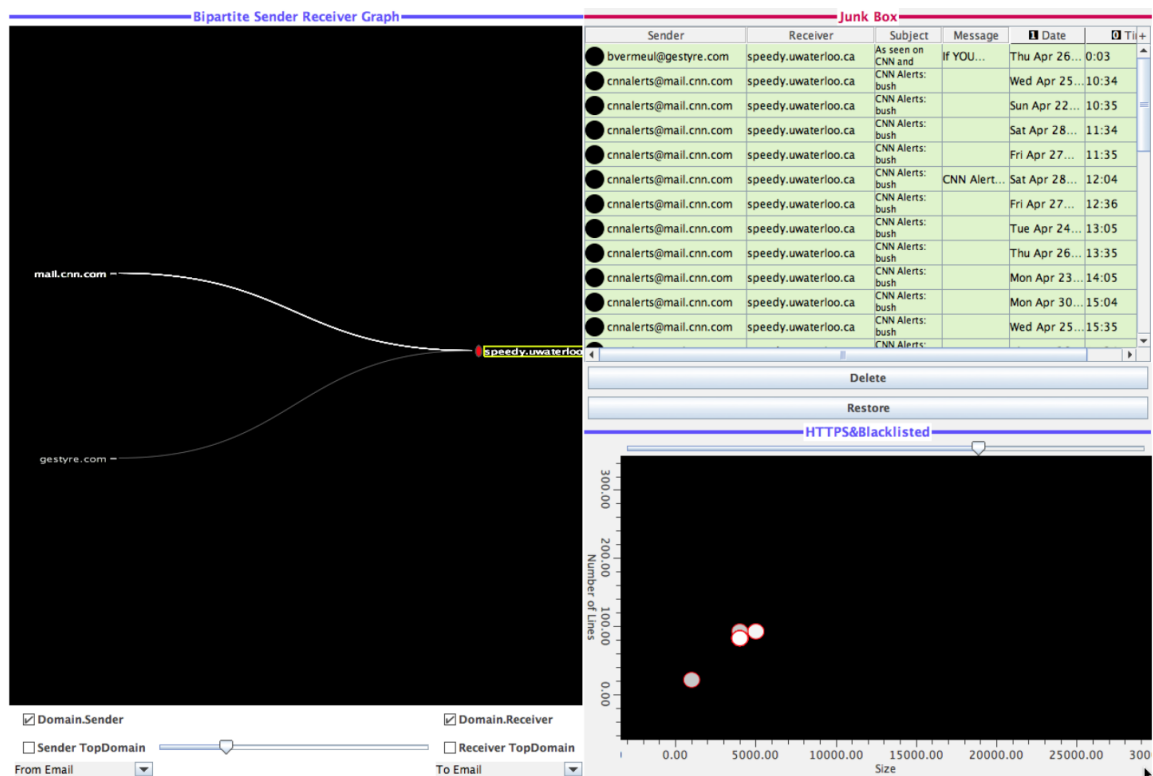 Bipartite Sender Receiver Graph
mail.cnn.com
speedy.uwaterloo
gestyre.com
Domain.Sender
Domain.Receiver
Sender TopDomain
Receiver TopDomain
From Email
To Email
Junk Box
Sender Receiver Subject Message 1 Date 0 Ti
bvermeul@gestyre.com speedy.uwaterloo.ca As seen on CNN and If YOU... Thu Apr 26... 0:03
cnnalerts@mail.cnn.com speedy.uwaterloo.ca CNN Alerts: bush Wed Apr 25... 10:34
cnnalerts@mail.cnn.com speedy.uwaterloo.ca CNN Alerts: bush Sun Apr 22... 10:35
cnnalerts@mail.cnn.com speedy.uwaterloo.ca CNN Alerts: bush Sat Apr 28... 11:34
cnnalerts@mail.cnn.com speedy.uwaterloo.ca CNN Alerts: bush Fri Apr 27... 11:35
cnnalerts@mail.cnn.com speedy.uwaterloo.ca CNN Alerts: bush CNN Alert... Sat Apr 28... 12:04
cnnalerts@mail.cnn.com speedy.uwaterloo.ca CNN Alerts: bush Fri Apr 27... 12:36
cnnalerts@mail.cnn.com speedy.uwaterloo.ca CNN Alerts: bush Tue Apr 24... 13:05
cnnalerts@mail.cnn.com speedy.uwaterloo.ca CNN Alerts: bush Thu Apr 26... 13:35
cnnalerts@mail.cnn.com speedy.uwaterloo.ca CNN Alerts: bush Mon Apr 23... 14:05
cnnalerts@mail.cnn.com speedy.uwaterloo.ca CNN Alerts: bush Mon Apr 30... 15:04
cnnalerts@mail.cnn.com speedy.uwaterloo.ca CNN Alerts: bush Wed Apr 25... 15:35
CNN Alerts:
Delete
Restore
HTTPS&Blacklisted
300.00
200.00
100.00
0.00
Number of Lines
0.00 5000.00 10000.00 15000.00 20000.00 25000.00 300
Size